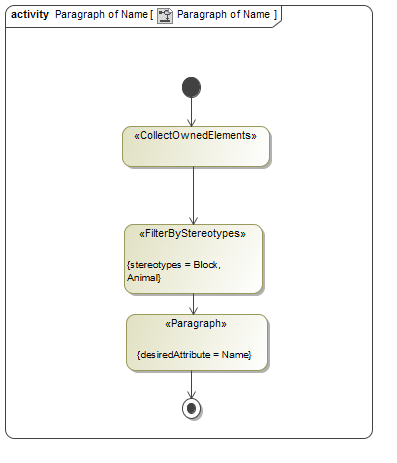 activity Paragraph of Name [ Paragraph of Name ]
«CollectOwnedElements»
«FilterByStereotypes»
{stereotypes = Block,
Animal}
«Paragraph»
{desiredAttribute = Name}